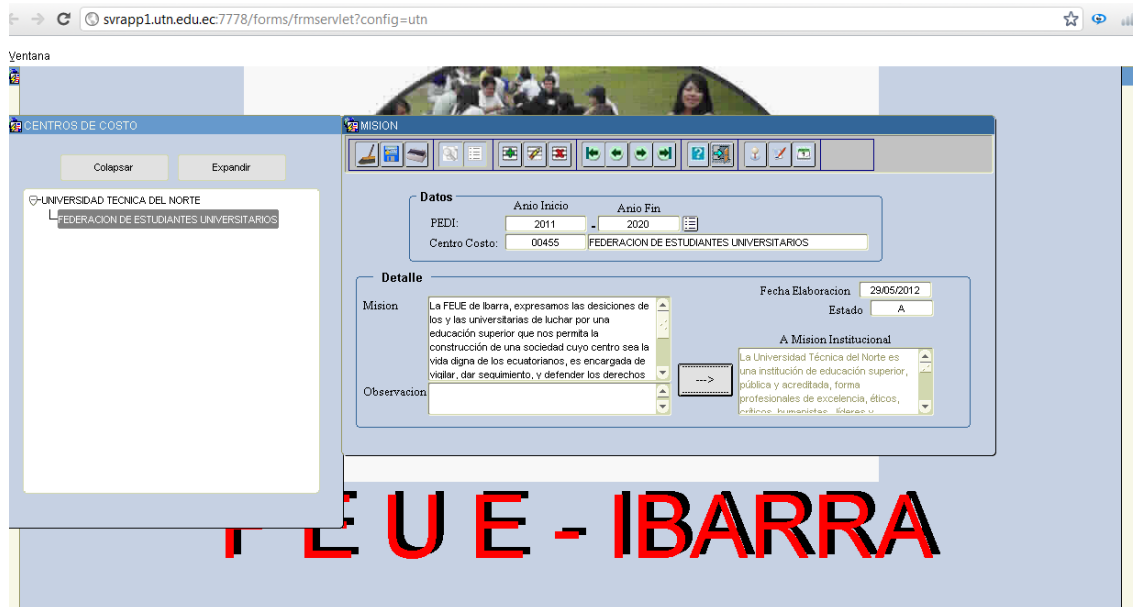 svrapp1.utn.edu.ec:7778/forms/frmservlet?config=utn
Ventana
CENTROS DE COSTO
Colapsar Expandir
UNIVERSIDAD TECNICA DEL NORTE
FEDERACION DE ESTUDIANTES UNIVERSITARIOS
MISION
Datos
Anio Inicio Anio Fin
PEDI: 2011 - 2020
Centro Costo: 00455 FEDERACION DE ESTUDIANTES UNIVERSITARIOS
Detalle
Fecha Elaboracion 29/05/2012
Estado A
Mision
La FEUE de Ibarra, expresamos las desiciones de
los y las universitarias de luchar por una
educación superior que nos permita la
construcción de una sociedad cuyo centro sea la
vida digna de los ecuatorianos, es encargada de
vigilar, dar seguimiento, y defender los derechos
Observacion
--->
A Mision Institucional
La Universidad Técnica del Norte es
una institución de educación superior,
pública y acreditada, forma
profesionales de excelencia, éticos,
críticos, humanistas, líderes y
F E U E - IBARRA